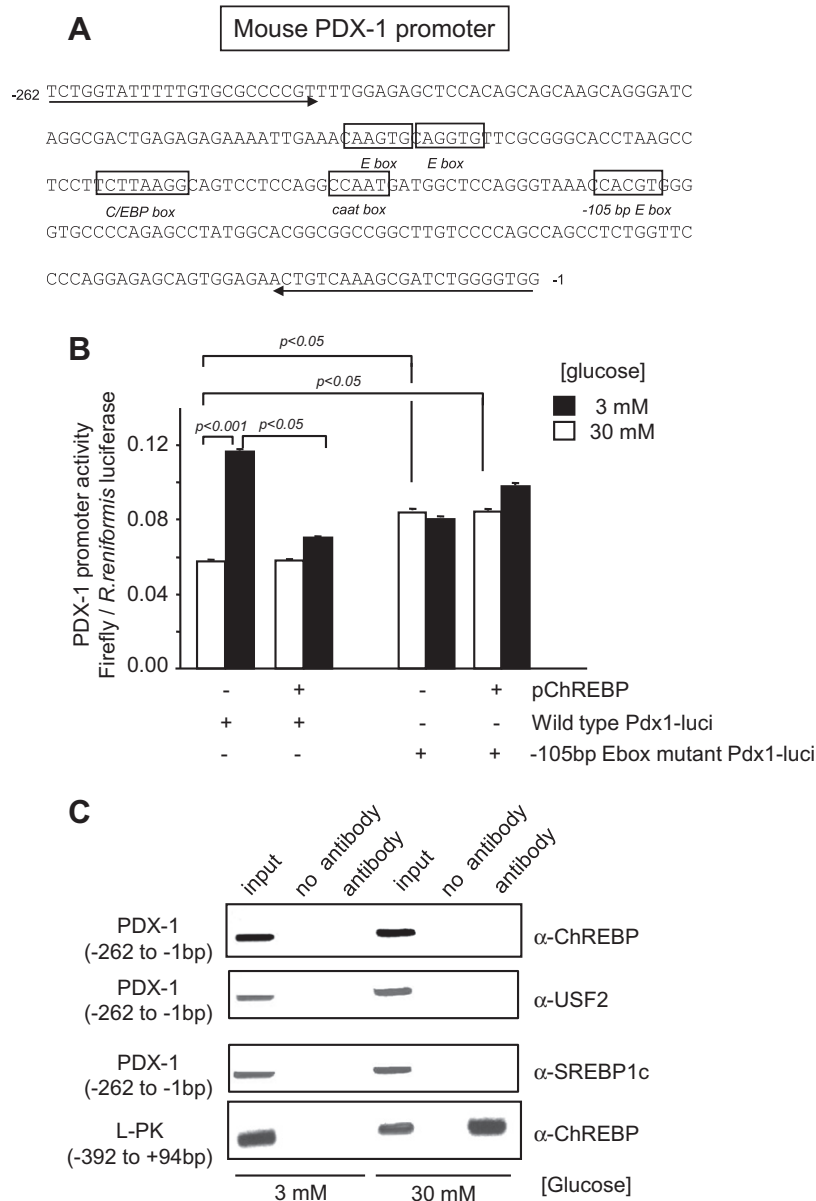 A
Mouse PDX-1 promoter
-262 TCTGGTATTTTTGTGCGCCCCGTTTTGGAGAGCTCCACAGCAGCAAGCAGGGATC
AGGCGACTGAGAGAGAAAATTGAAACAAGTGCAGGTGTTCGCGGGCACCTAAGCC
E box E box
TCCTTCTTAAGGCAGTCCTCCAGGCCAATGATGGCTCCAGGGTAAACCACGTGGG
C/EBP box caat box -105 bp E box
GTGCCCCAGAGCCTATGGCACGGCGGCCGGCTTGTCCCCAGCCAGCCTCTGGTTC
CCCAGGAGAGCAGTGGAGAACTGTCAAAGCGATCTGGGGTGG -1
B
p<0.05
[glucose]
p<0.05
3 mM
30 mM
p<0.001 p<0.05
PDX-1 promoter activity
Firefly / R.reniformis luciferase
0.12
0.08
0.04
0.00
- + - + pChREBP
+ + - - Wild type Pdx1-luci
- - + + -105bp Ebox mutant Pdx1-luci
C
input no antibody antibody input no antibody antibody
PDX-1
(-262 to -1bp)
α-ChREBP
PDX-1
(-262 to -1bp)
α-USF2
PDX-1
(-262 to -1bp)
α-SREBP1c
L-PK
(-392 to +94bp)
α-ChREBP
3 mM 30 mM [Glucose]